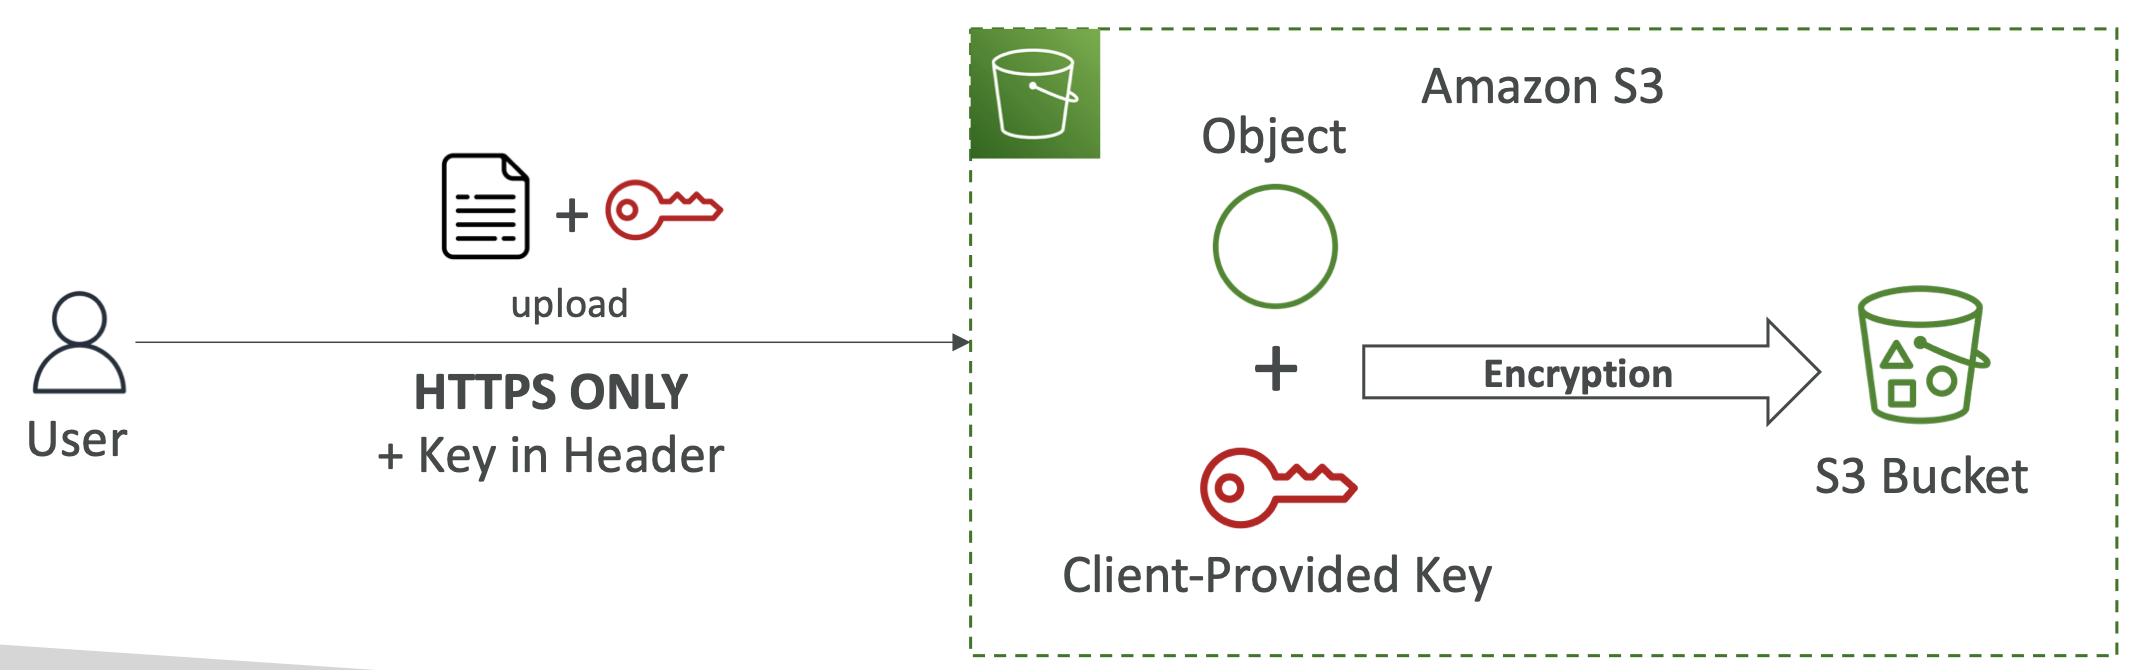 Amazon S3
Object
+
upload
HTTPS ONLY
+ Key in Header
User
+
Encryption
S3 Bucket
Client-Provided Key